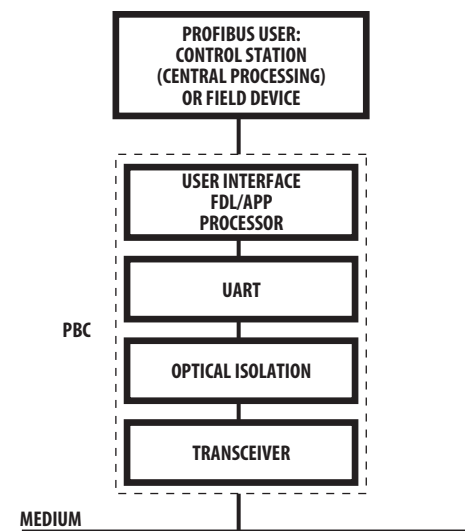 PROFIBUS USER:
CONTROL STATION
(CENTRAL PROCESSING)
OR FIELD DEVICE
USER INTERFACE
FDL/APP
PROCESSOR
UART
PBC
OPTICAL ISOLATION
TRANSCEIVER
MEDIUM